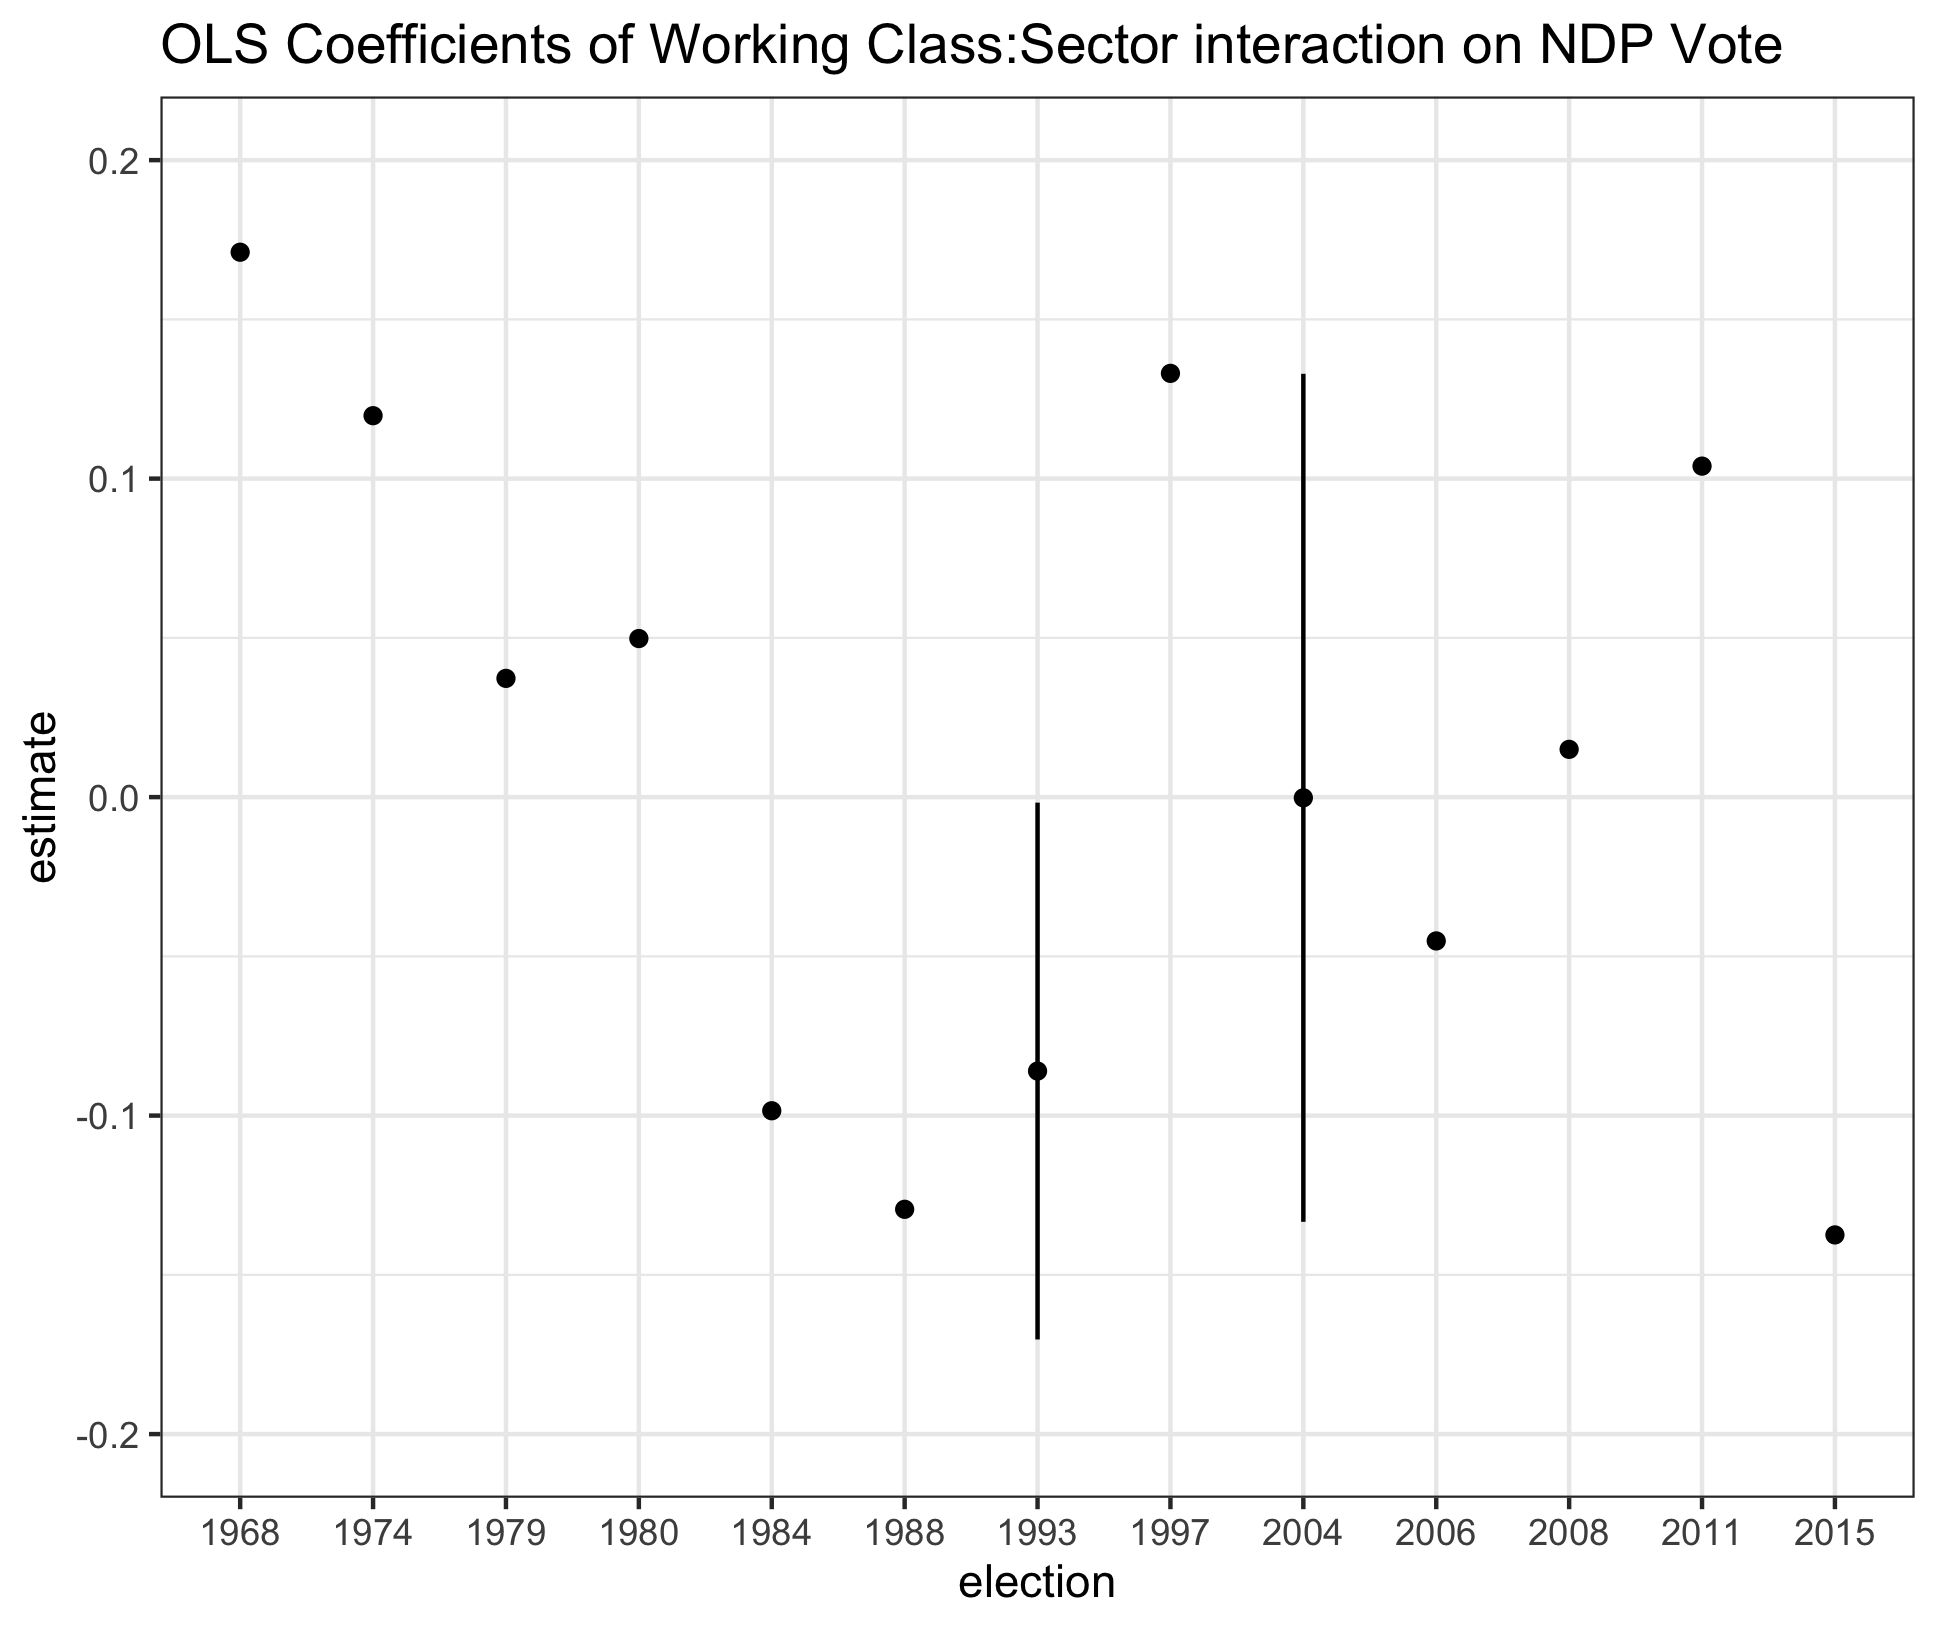 OLS Coefficients of Working Class:Sector interaction on NDP Vote
0.2
0.1
0.0
-0.1
-0.2
estimate
1968 1974 1979 1980 1984 1988 1993 1997 2004 2006 2008 2011 2015
election